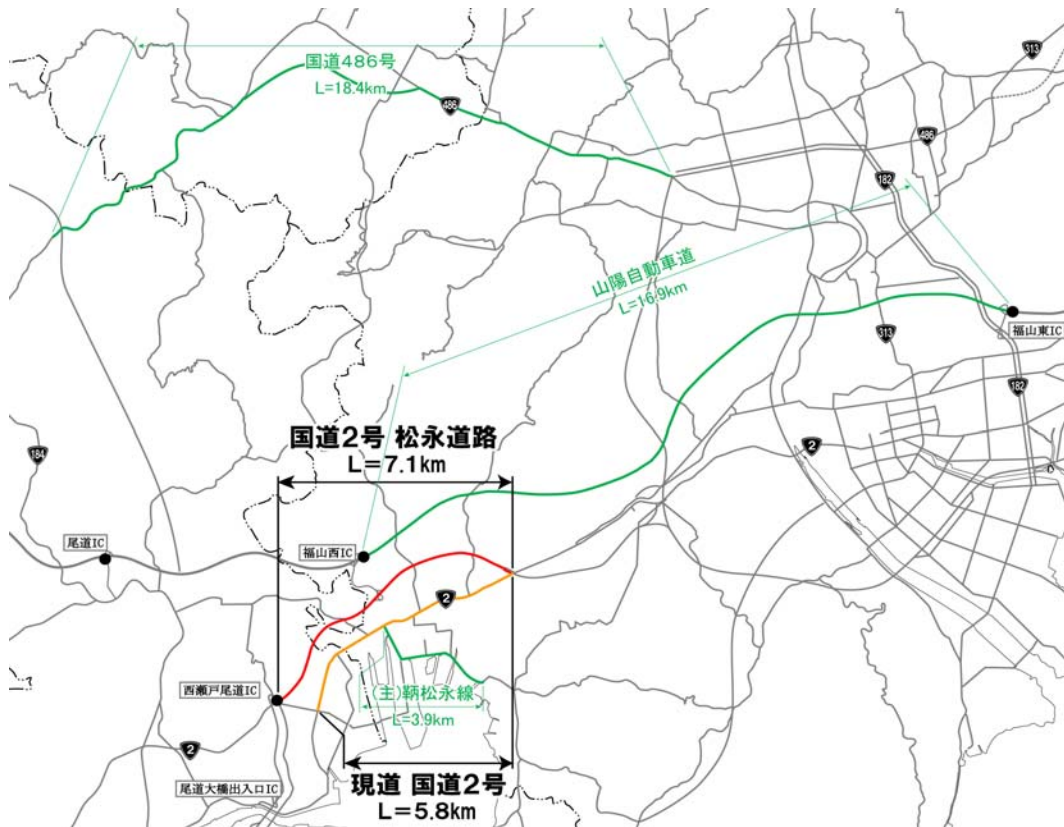 国道486号
L=18.4km
313
486
486
182
山陽自動車道
L=16.9km
福山東IC
313
182
国道2号 松永道路
L=7.1km
2
184
尾道IC
福山西IC
2
西瀬戸尾道IC
(主)鞆松永線
L=3.9km
2
尾道大橋出入口IC
現道 国道2号
L=5.8km